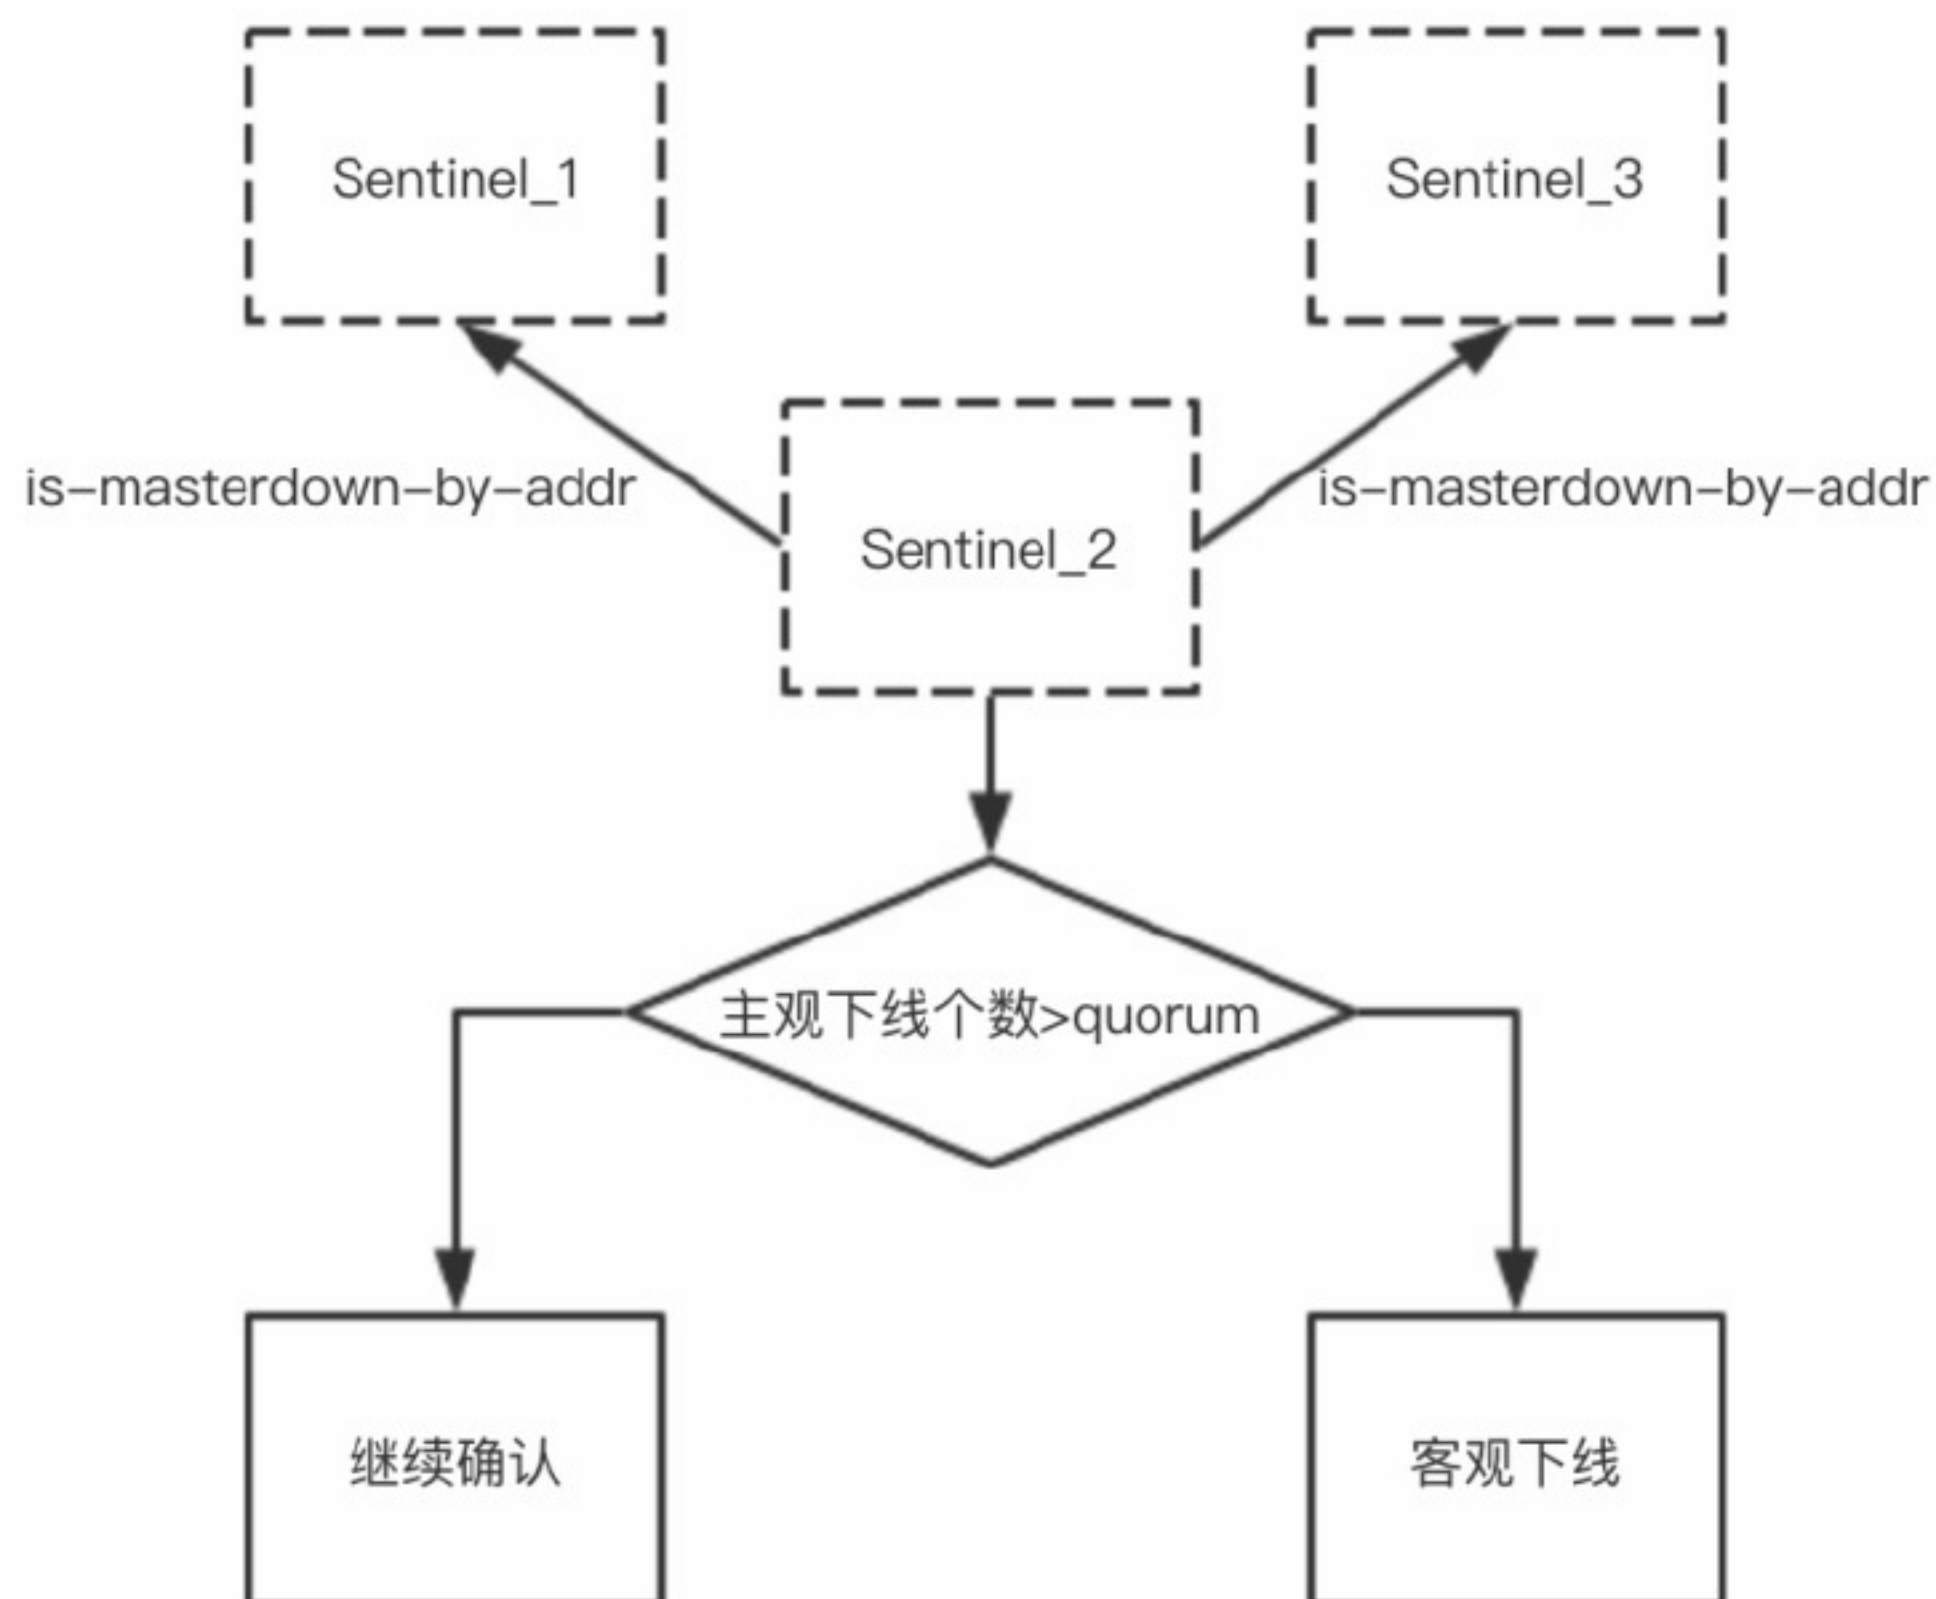 Sentinel_1
Sentinel_3
is-masterdown-by-addr
is-masterdown-by-addr
Sentinel_2
主观下线个数>quorum
继续确认
客观下线